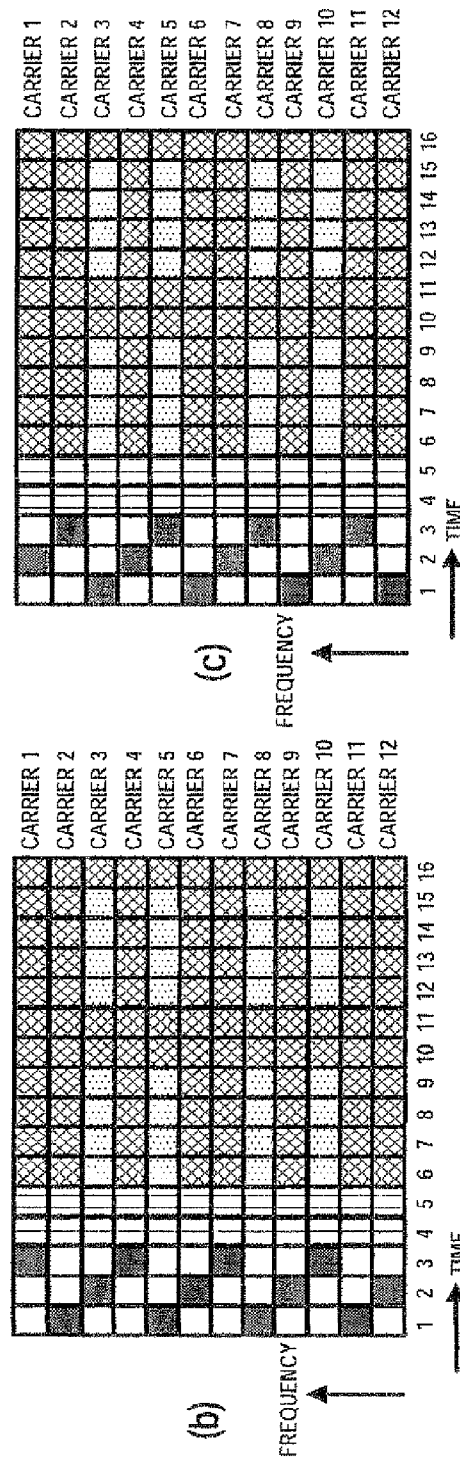 (b)
FREQUENCY
CARRIER 1
CARRIER 2
CARRIER 3
CARRIER 4
CARRIER 5
CARRIER 6
CARRIER 7
CARRIER 8
CARRIER 9
CARRIER 10
CARRIER 11
CARRIER 12
1 2 3 4 5 6 7 8 9 10 11 12 13 14 15 16
TIME
(c)
FREQUENCY
CARRIER 1
CARRIER 2
CARRIER 3
CARRIER 4
CARRIER 5
CARRIER 6
CARRIER 7
CARRIER 8
CARRIER 9
CARRIER 10
CARRIER 11
CARRIER 12
1 2 3 4 5 6 7 8 9 10 11 12 13 14 15 16
TIME